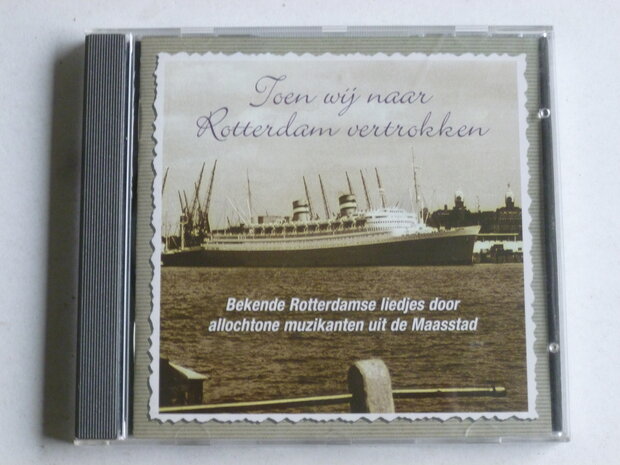 Toen wij naar
Rotterdam vertrokken
Bekende Rotterdamse liedjes door
allochtone muzikanten uit de Maasstad